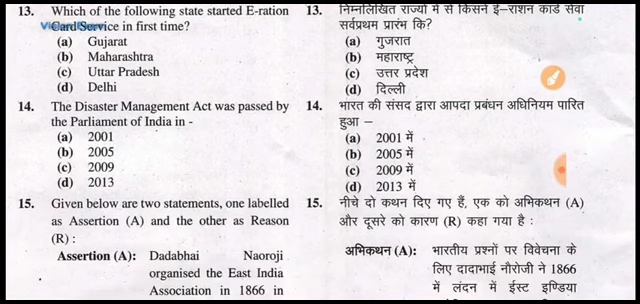 13. Which of the following state started E-ration
Card Service in first time?
(a) Gujarat
(b) Maharashtra
(c) Uttar Pradesh
(d) Delhi
14. The Disaster Management Act was passed by
the Parliament of India in -
(a) 2001
(b) 2005
(c) 2009
(d) 2013
15. Given below are two statements, one labelled
as Assertion (A) and the other as Reason
(R) :
Assertion (A): Dadabhai Naoroji
organised the East India
Association in 1866 in
13. निम्नलिखित राज्यों में से किसने ई–राशन कार्ड सेवा
सर्वप्रथम प्रारंभ कि?
(a) गुजरात
(b) महाराष्ट्र
(c) उत्तर प्रदेश
(d) दिल्ली
14. भारत की संसद द्वारा आपदा प्रबंधन अधिनियम पारित
हुआ –
(a) 2001 में
(b) 2005 में
(c) 2009 में
(d) 2013 में
15. नीचे दो कथन दिए गए हैं, एक को अभिकथन (A)
और दूसरे को कारण (R) कहा गया है :
अभिकथन (A): भारतीय प्रश्नों पर विवेचना के
लिए दादाभाई नौरोजी ने 1866
में लंदन में ईस्ट इण्डिया